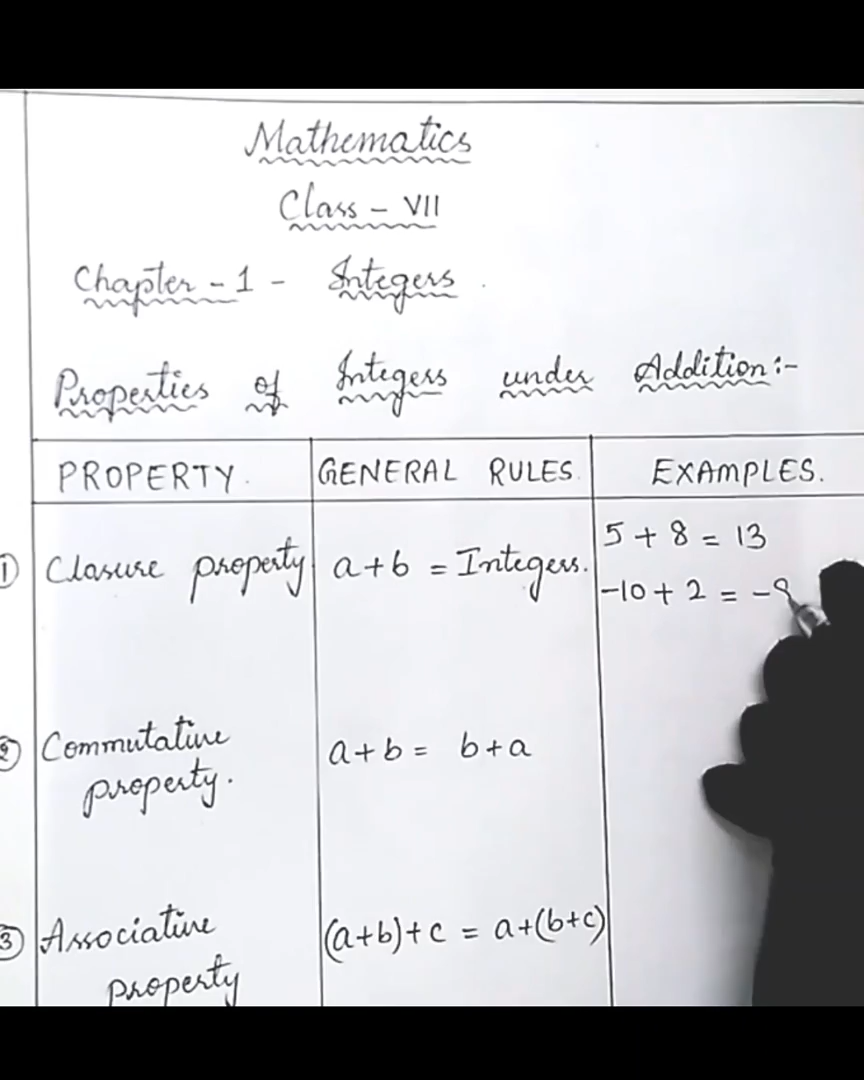 Mathematics
Class - VII
Chapter - 1 - Integers.
Properties of Integers under Addition:-
PROPERTY. GENERAL RULES. EXAMPLES.
① Closure property a+b = Integers. 5 + 8 = 13
-10 + 2 = -8
② Commutative a+b = b+a
property.
③ Associative (a+b)+c = a+(b+c)
property